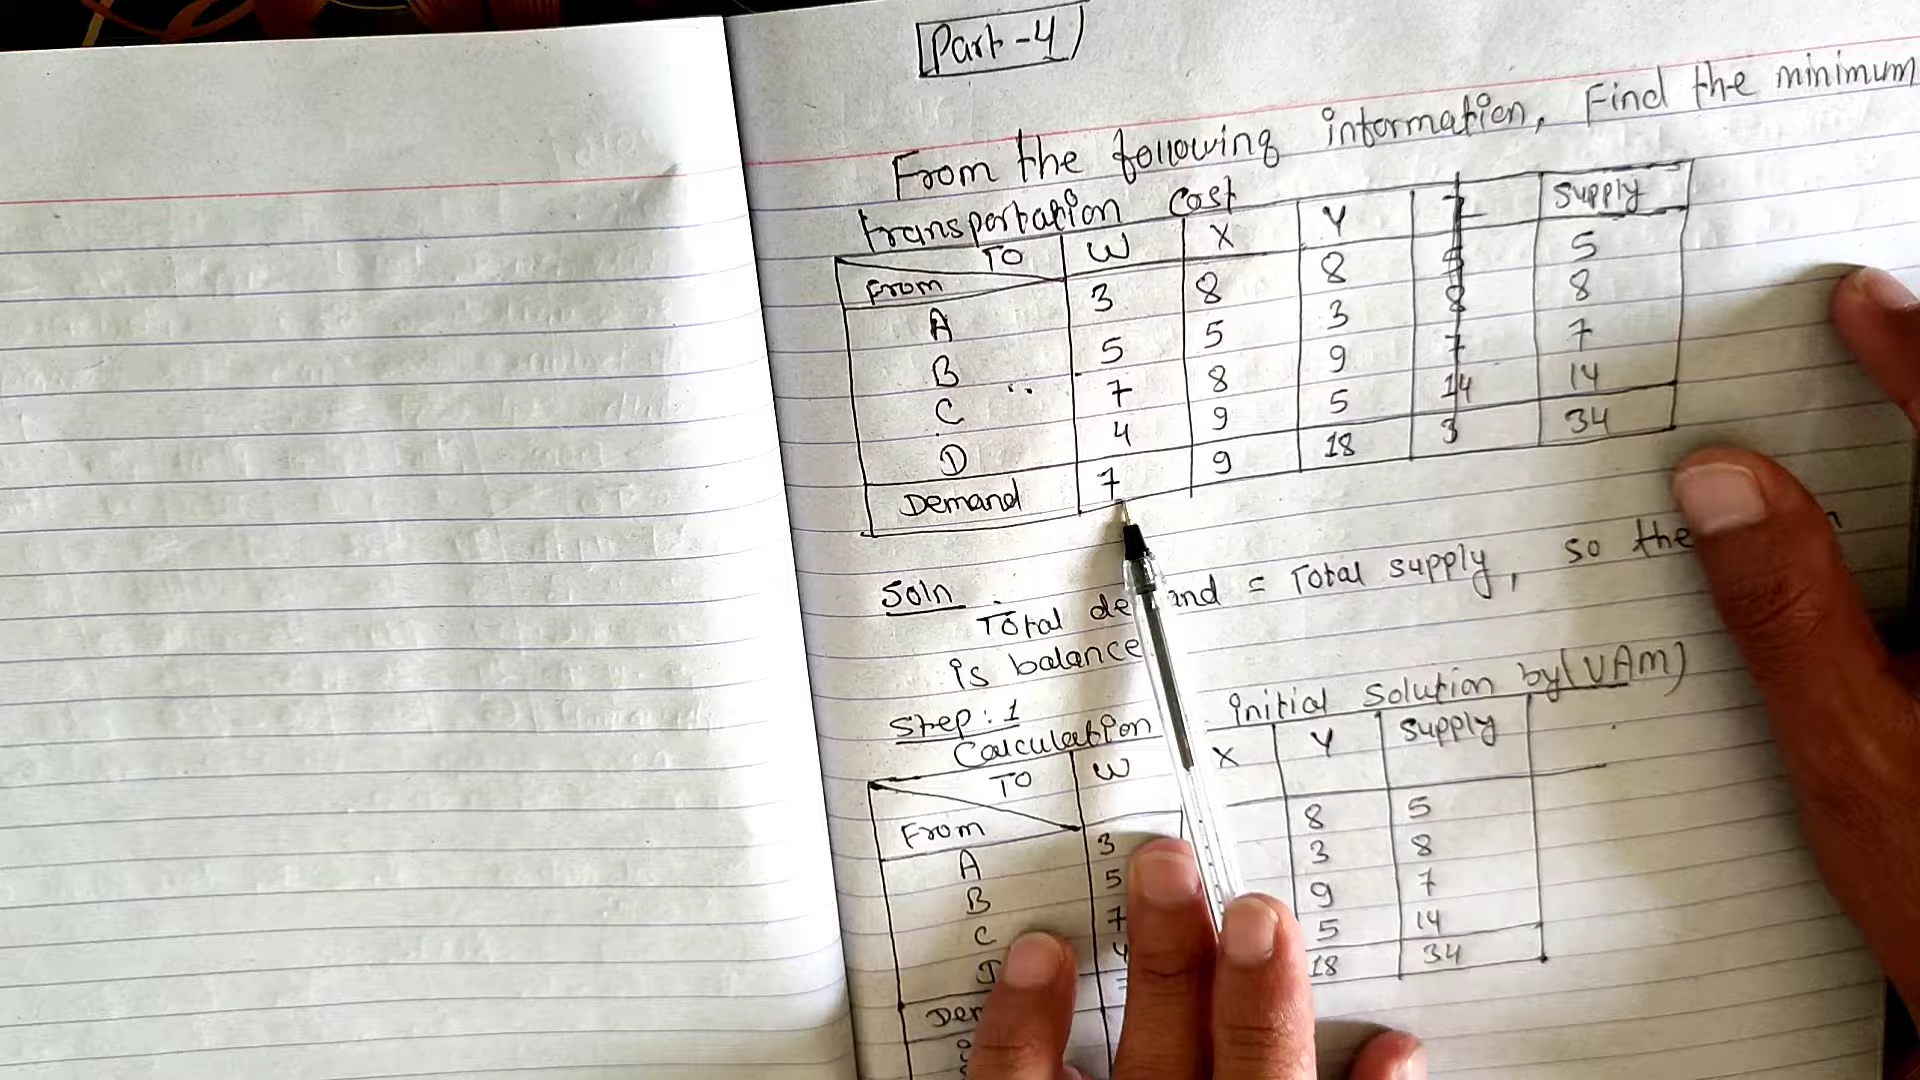 Part-4
From the following information, Find the minimum
transportation cost
TO W X Y supply
From
A 3 8 8 5
B 5 5 3 8 8
C 7 8 9 7 7
D 4 9 5 14 14
Demand 7 9 18 3 34
Soln
Total demand = Total supply, so the
is balance
Step:1
Calculation initial solution by (VAM)
TO W X Y supply
From
A 3 8 5
B 5 3 8
C 7 9 7
4 5 14
18 34